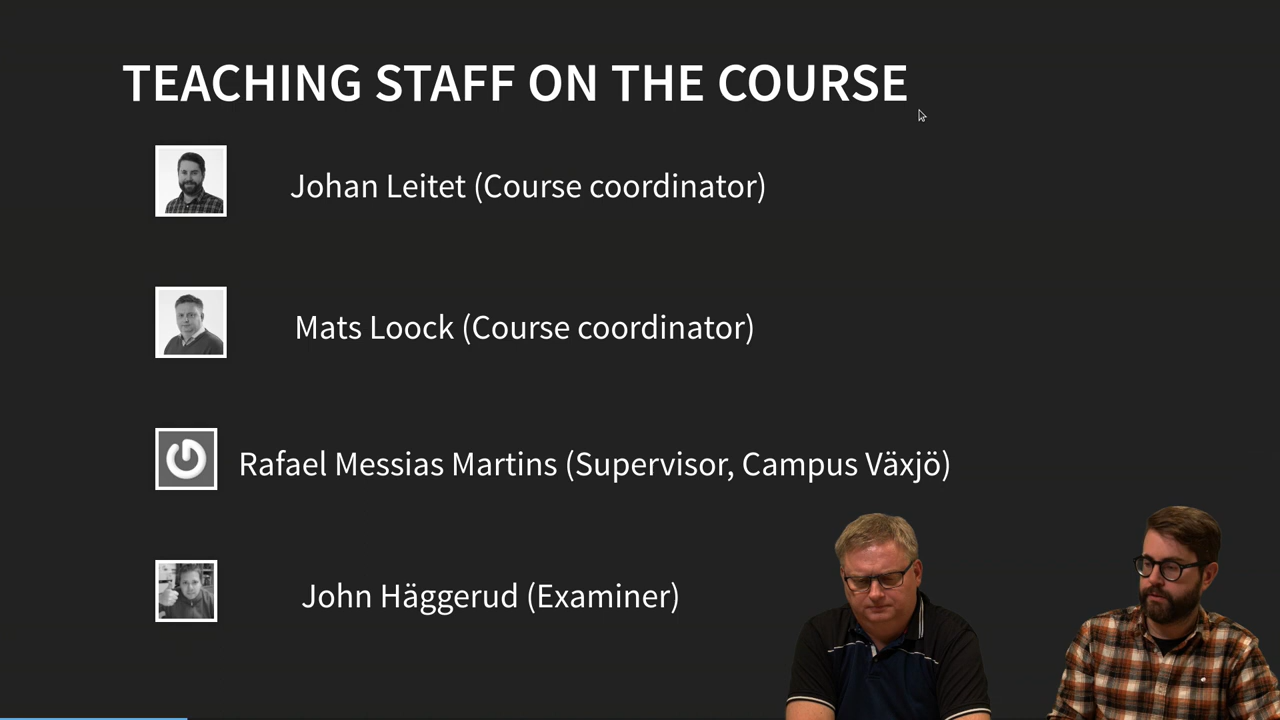 TEACHING STAFF ON THE COURSE
Johan Leitet (Course coordinator)
Mats Loock (Course coordinator)
Rafael Messias Martins (Supervisor, Campus Växjö)
John Häggerud (Examiner)